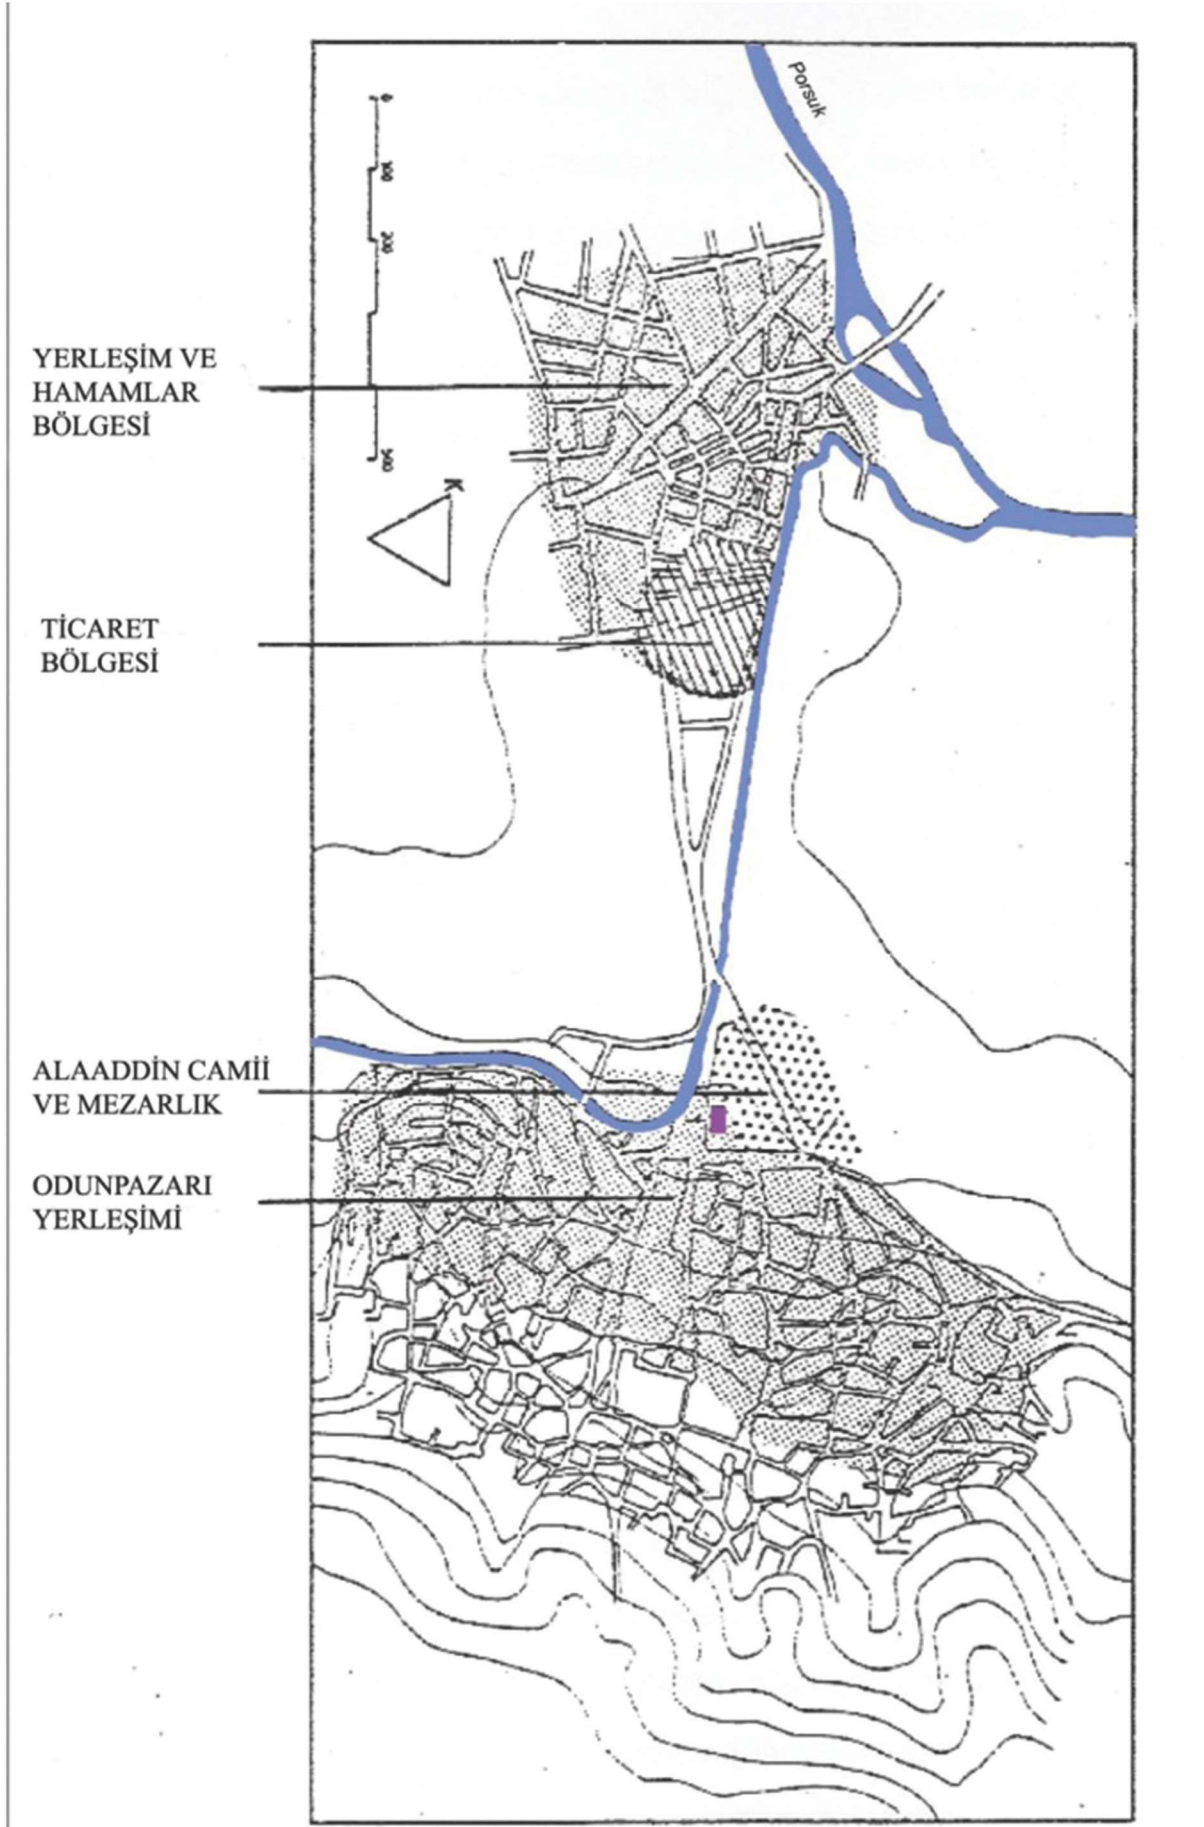 Porsuk
0
100
200
YERLEŞİM VE
HAMAMLAR
BÖLGESİ
500
K
TİCARET
BÖLGESİ
ALAADDİN CAMİİ
VE MEZARLIK
ODUNPAZARI
YERLEŞİMİ